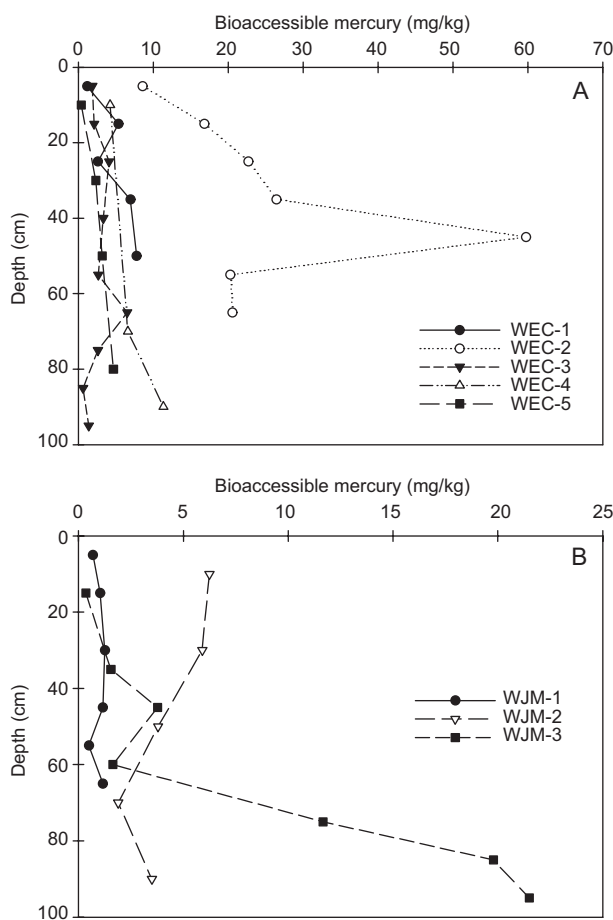 Bioaccessible mercury (mg/kg)
0 10 20 30 40 50 60 70
0
20
40
60
80
100
Depth (cm)
A
WEC-1
WEC-2
WEC-3
WEC-4
WEC-5
Bioaccessible mercury (mg/kg)
0 5 10 15 20 25
0
20
40
60
80
100
Depth (cm)
B
WJM-1
WJM-2
WJM-3